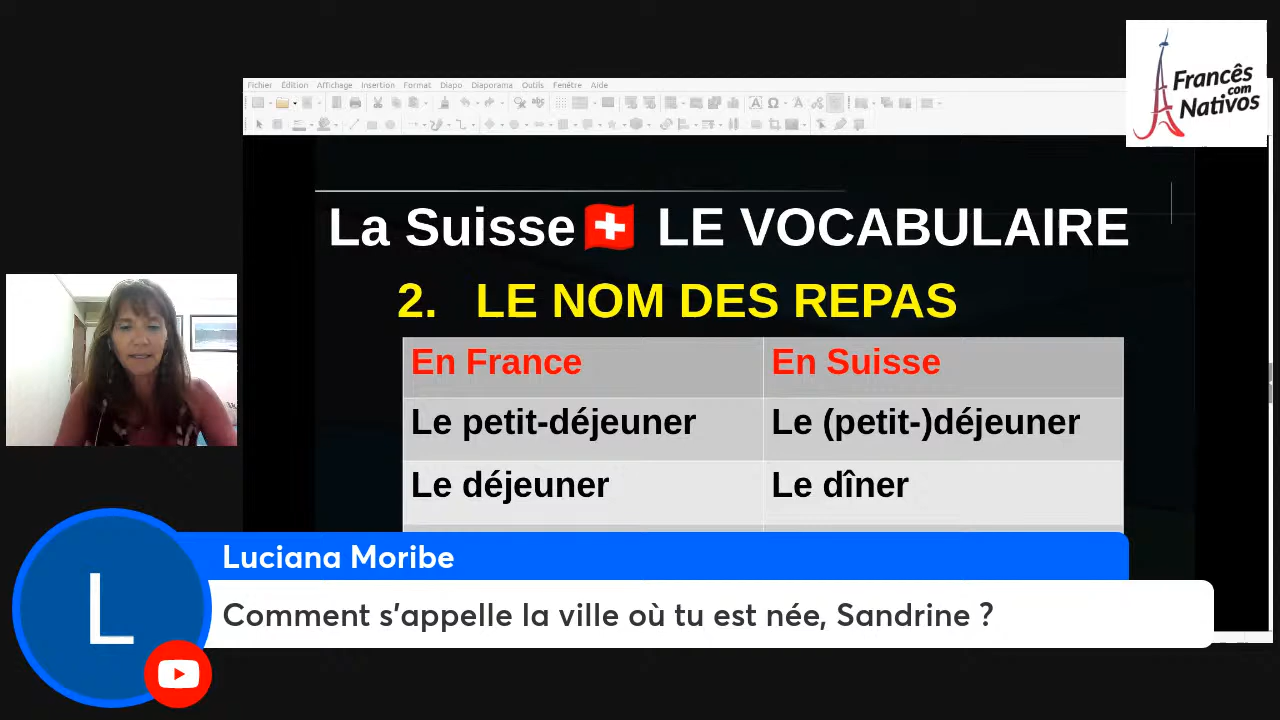 Francês
com
Nativos
Fichier Édition Affichage Insertion Format Diapo Diaporama Outils Fenêtre Aide
La Suisse🇨🇭 LE VOCABULAIRE
2. LE NOM DES REPAS
En France En Suisse
Le petit-déjeuner Le (petit-)déjeuner
Le déjeuner Le dîner
L
Luciana Moribe
Comment s'appelle la ville où tu est née, Sandrine ?